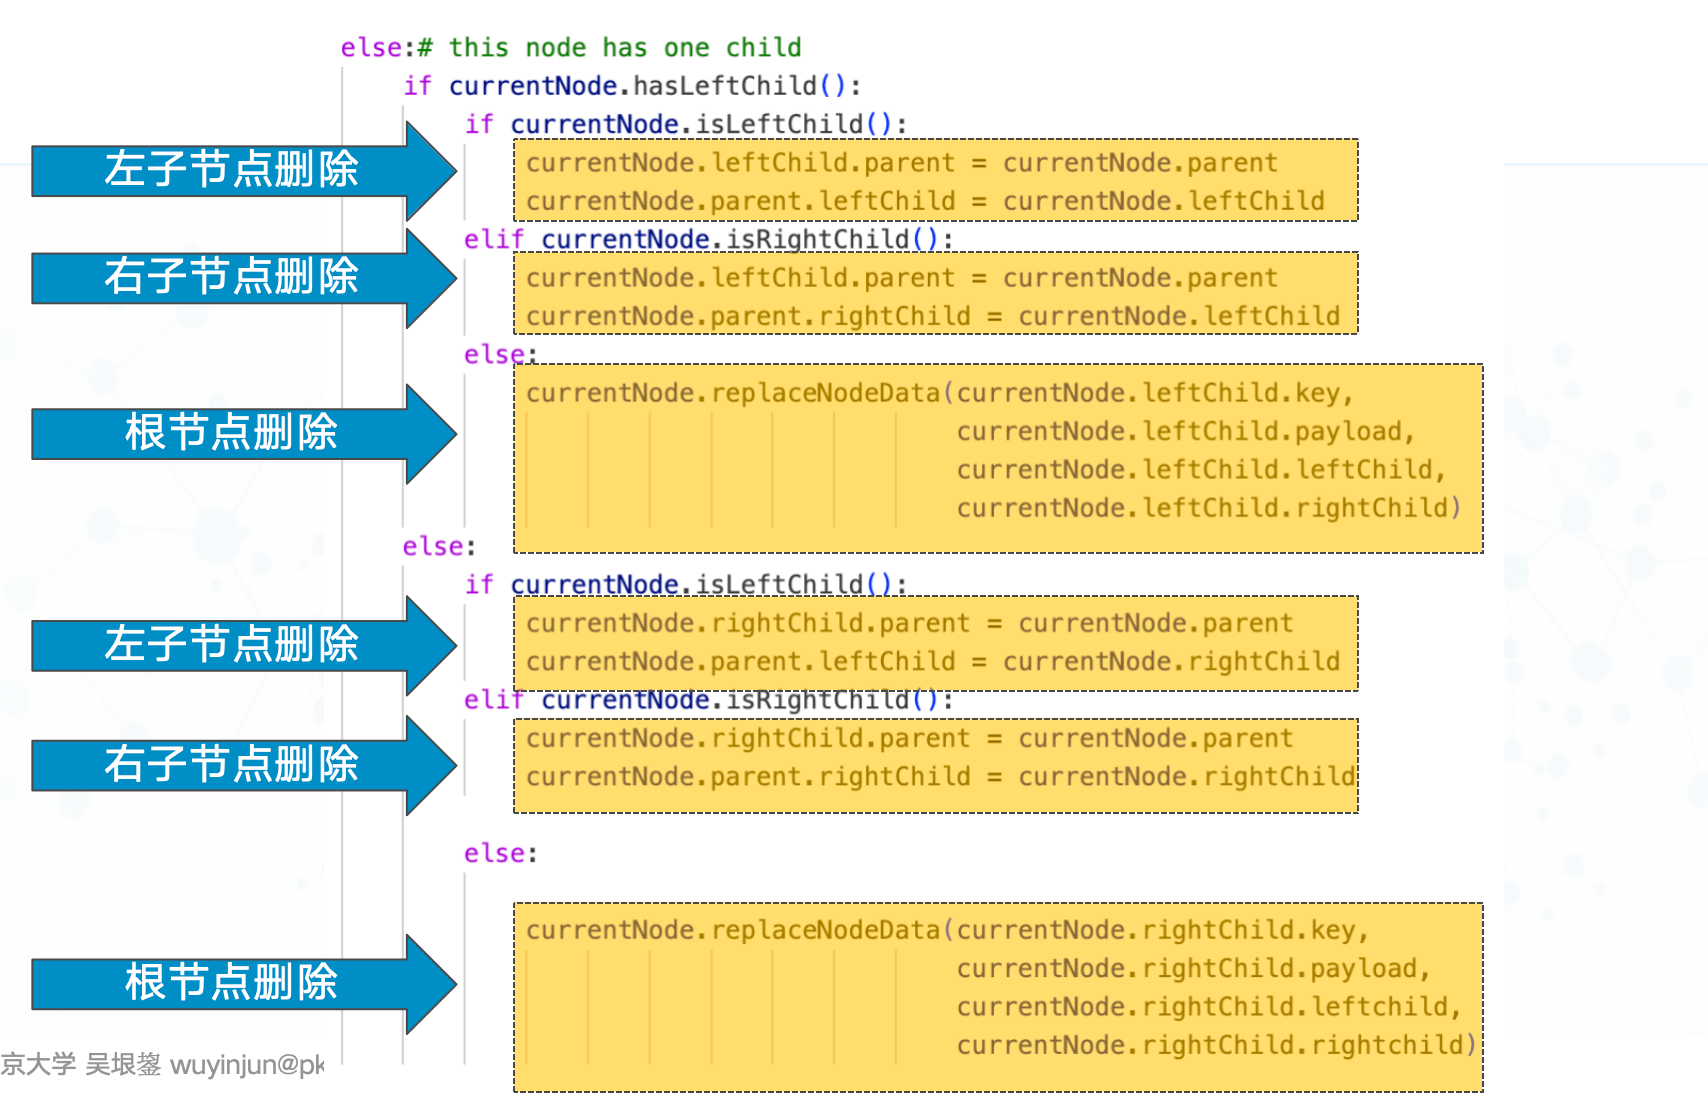 else:# this node has one child
if currentNode.hasLeftChild():
if currentNode.isLeftChild():
左子节点删除
currentNode.leftChild.parent = currentNode.parent
currentNode.parent.leftChild = currentNode.leftChild
elif currentNode.isRightChild():
右子节点删除
currentNode.leftChild.parent = currentNode.parent
currentNode.parent.rightChild = currentNode.leftChild
else:
根节点删除
currentNode.replaceNodeData(currentNode.leftChild.key,
currentNode.leftChild.payload,
currentNode.leftChild.leftChild,
currentNode.leftChild.rightChild)
else:
if currentNode.isLeftChild():
左子节点删除
currentNode.rightChild.parent = currentNode.parent
currentNode.parent.leftChild = currentNode.rightChild
elif currentNode.isRightChild():
右子节点删除
currentNode.rightChild.parent = currentNode.parent
currentNode.parent.rightChild = currentNode.rightChild
else:
根节点删除
currentNode.replaceNodeData(currentNode.rightChild.key,
currentNode.rightChild.payload,
currentNode.rightChild.leftchild,
currentNode.rightChild.rightchild)
京大学 吴垠鋆 wuyinjun@pk